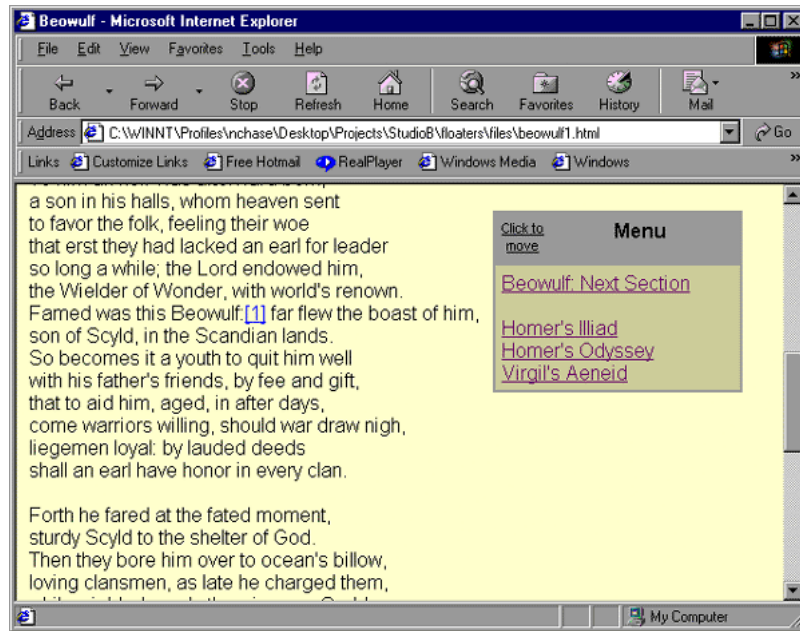 Beowulf - Microsoft Internet Explorer
File Edit View Favorites Tools Help
Back Forward Stop Refresh Home Search Favorites History Mail
Address C:\WINNT\Profiles\nchase\Desktop\Projects\StudioB\floaters\files\beowulf1.html Go
Links Customize Links Free Hotmail RealPlayer Windows Media Windows
a son in his halls, whom heaven sent
to favor the folk, feeling their woe
that erst they had lacked an earl for leader
so long a while; the Lord endowed him,
the Wielder of Wonder, with world's renown.
Famed was this Beowulf:[1] far flew the boast of him,
son of Scyld, in the Scandian lands.
So becomes it a youth to quit him well
with his father's friends, by fee and gift,
that to aid him, aged, in after days,
come warriors willing, should war draw nigh,
liegemen loyal: by lauded deeds
shall an earl have honor in every clan.
Forth he fared at the fated moment,
sturdy Scyld to the shelter of God.
Then they bore him over to ocean's billow,
loving clansmen, as late he charged them,
Click to
move
Menu
Beowulf: Next Section
Homer's Illiad
Homer's Odyssey
Virgil's Aeneid
My Computer